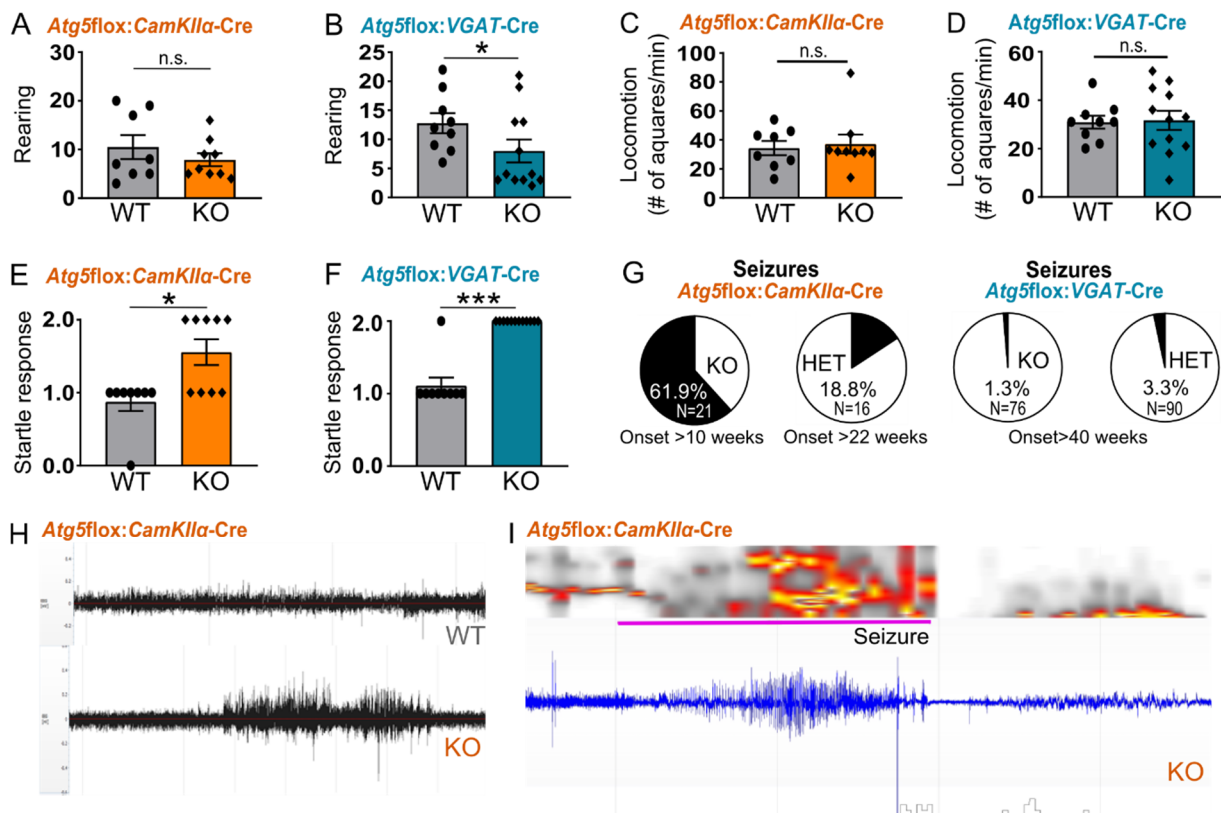 A Atg5flox:CamKIIα-Cre
30
20
10
0
Rearing
n.s.
WT KO
B Atg5flox:VGAT-Cre
25
20
15
10
5
0
Rearing
*
WT KO
C Atg5flox:CamKIIα-Cre
100
80
60
40
20
0
Locomotion
(# of aquares/min)
n.s.
WT KO
D Atg5flox:VGAT-Cre
60
40
20
0
Locomotion
(# of aquares/min)
n.s.
WT KO
E Atg5flox:CamKIIα-Cre
2.0
1.0
0.0
Startle response
*
WT KO
F Atg5flox:VGAT-Cre
2.0
1.0
0.0
Startle response
***
WT KO
G
Seizures
Atg5flox:CamKIIα-Cre
KO
61.9%
N=21
Onset >10 weeks
HET
18.8%
N=16
Onset >22 weeks
Seizures
Atg5flox:VGAT-Cre
KO
1.3%
N=76
HET
3.3%
N=90
Onset>40 weeks
H Atg5flox:CamKIIα-Cre
WT
KO
I Atg5flox:CamKIIα-Cre
Seizure
KO